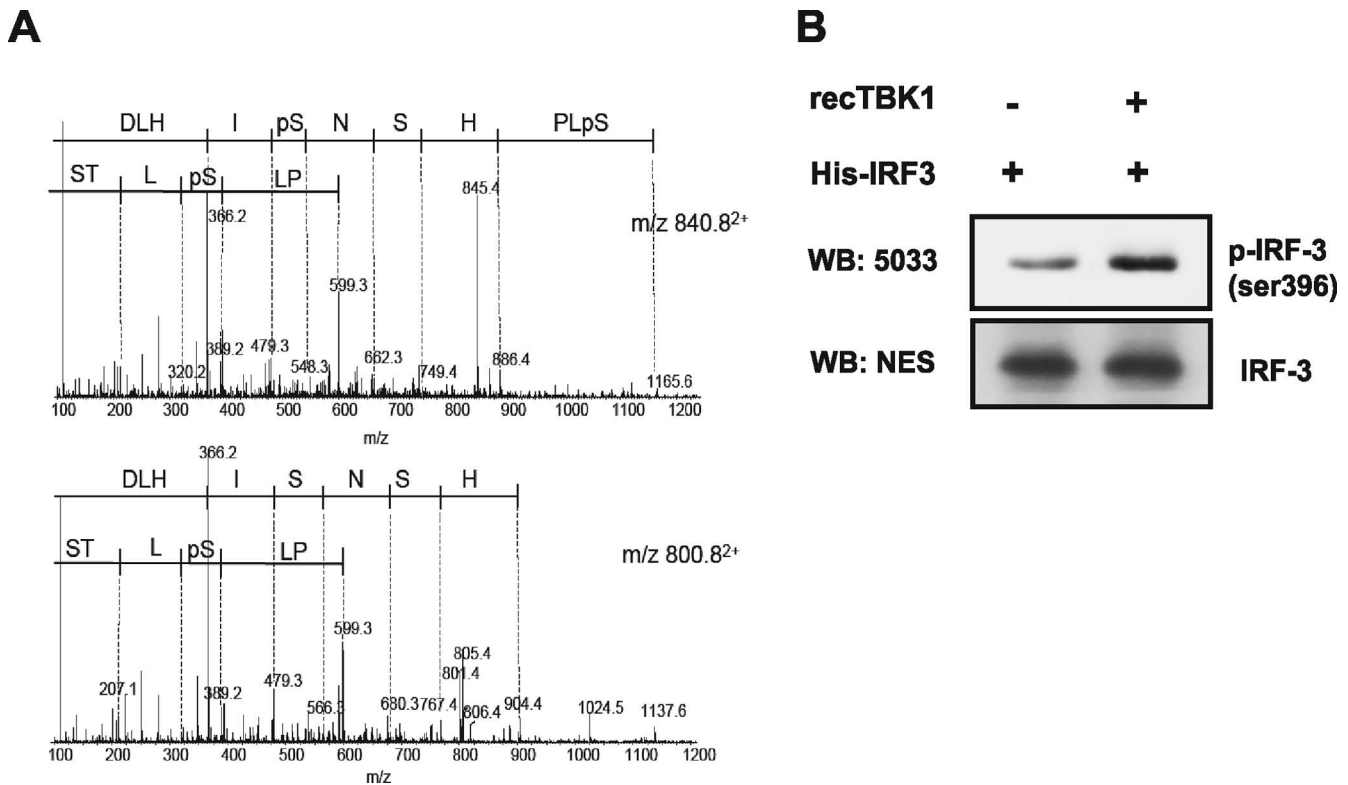 A
DLH I pS N S H PLpS
ST L pS LP
845.4
366.2
m/z 840.8²⁺
599.3
389.2 479.3
320.2 548.3 662.3 749.4 886.4
1165.6
100 200 300 400 500 600 700 800 900 1000 1100 1200
m/z
366.2
DLH I S N S H
ST L pS LP
m/z 800.8²⁺
599.3
805.4
801.4
207.1 389.2 479.3 566.3 680.3 767.4 806.4 904.4 1024.5 1137.6
100 200 300 400 500 600 700 800 900 1000 1100 1200
m/z
B
recTBK1 - +
His-IRF3 + +
WB: 5033 p-IRF-3
(ser396)
WB: NES IRF-3